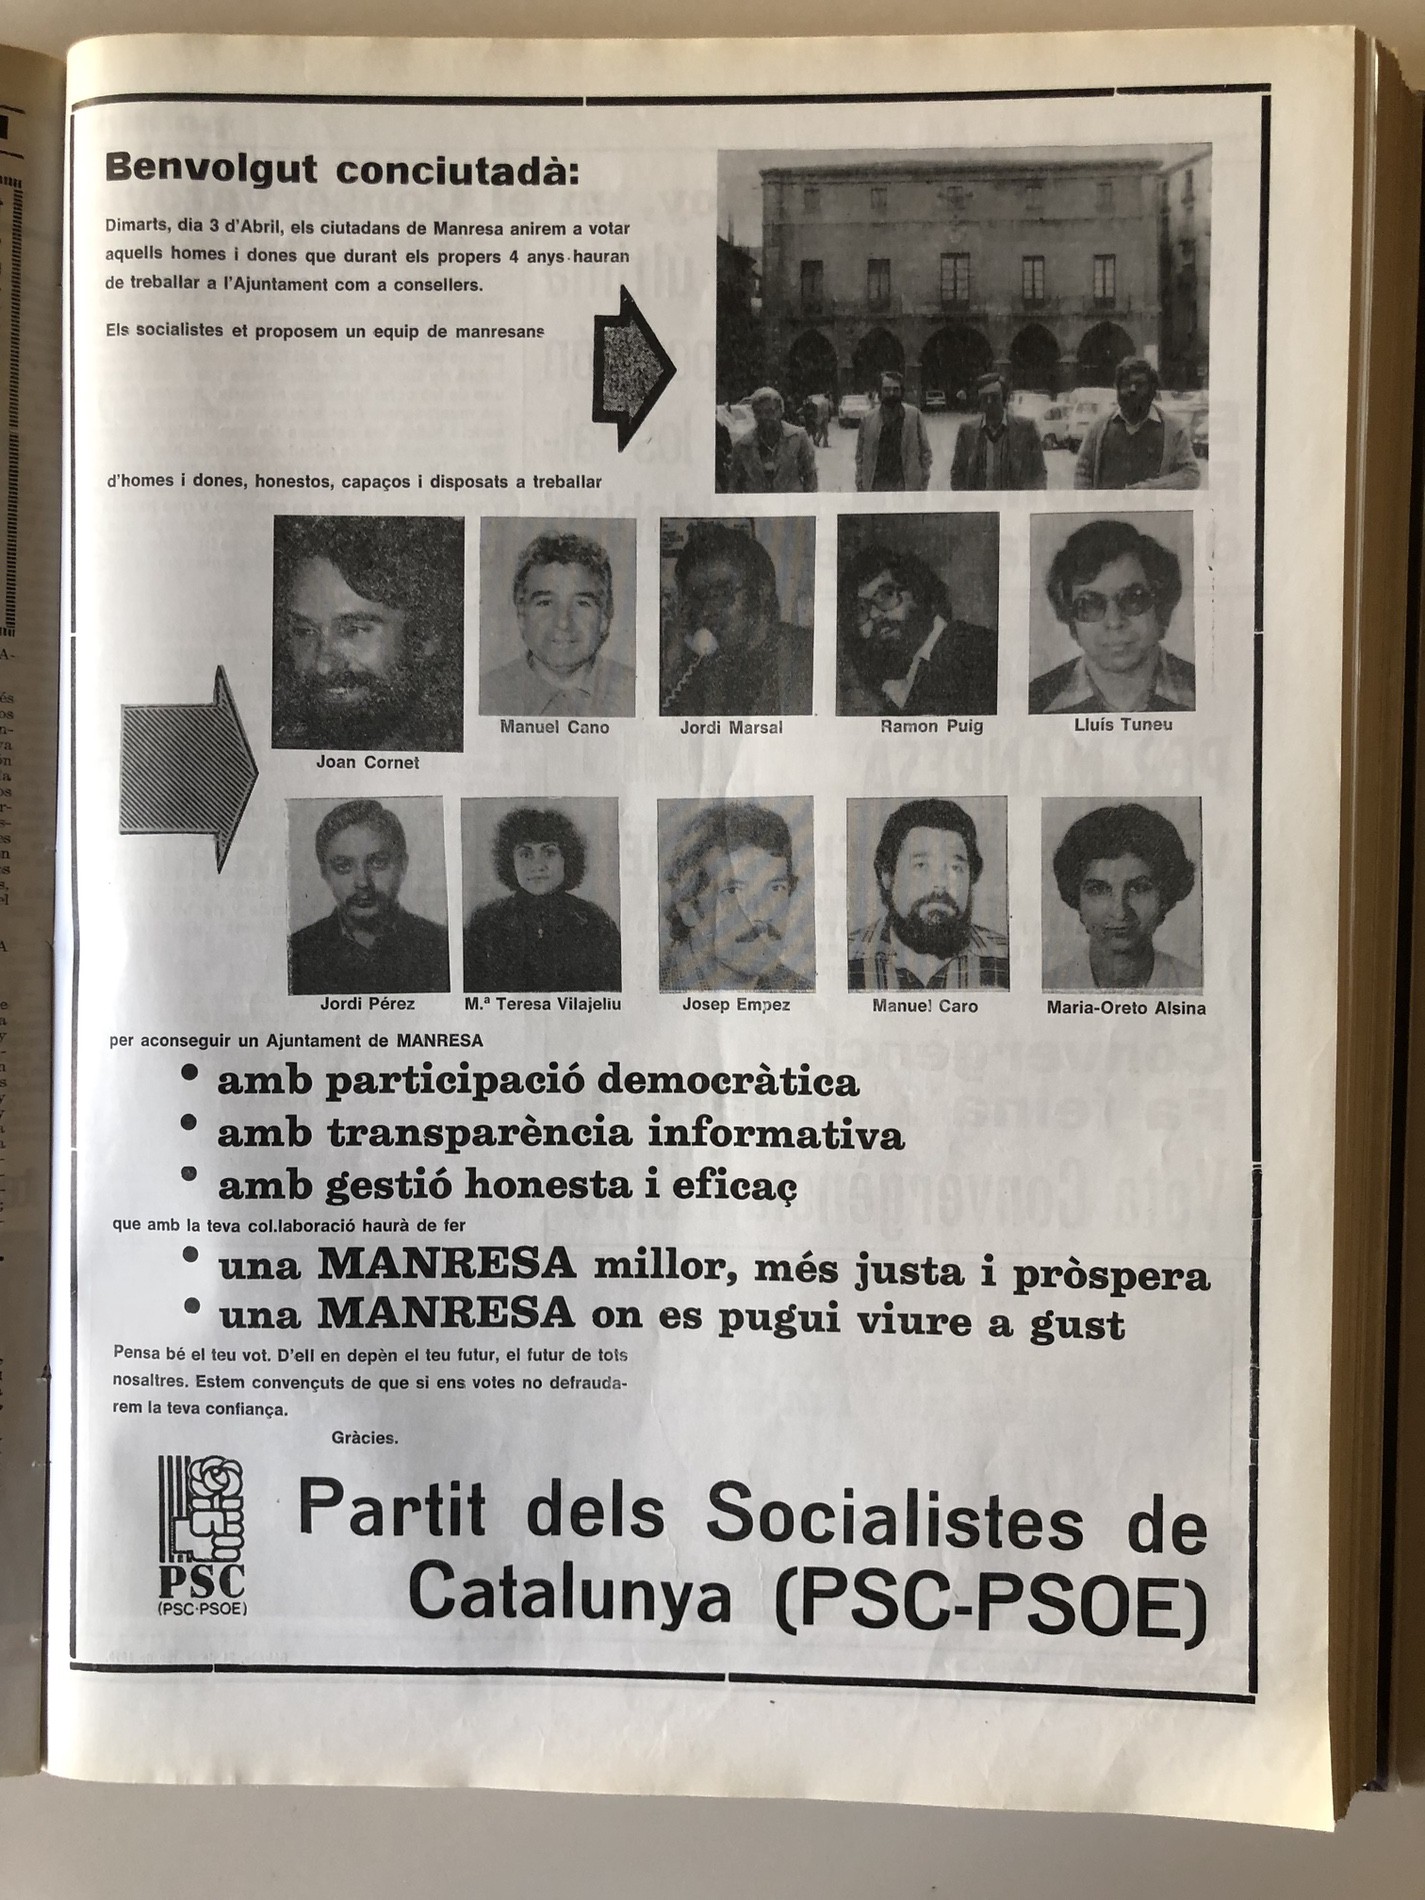 Benvolgut conciutadà:
Dimarts, dia 3 d'Abril, els ciutadans de Manresa anirem a votar
aquells homes i dones que durant els propers 4 anys hauran
de treballar a l'Ajuntament com a consellers.
Els socialistes et proposem un equip de manresans
d'homes i dones, honestos, capaços i disposats a treballar
Joan Cornet
Manuel Cano
Jordi Marsal
Ramon Puig
Lluís Tuneu
Jordi Pérez
M.ª Teresa Vilajeliu
Josep Empez
Manuel Caro
Maria-Oreto Alsina
per aconseguir un Ajuntament de MANRESA
• amb participació democràtica
• amb transparència informativa
• amb gestió honesta i eficaç
que amb la teva col.laboració haurà de fer
• una MANRESA millor, més justa i pròspera
• una MANRESA on es pugui viure a gust
Pensa bé el teu vot. D'ell en depèn el teu futur, el futur de tots
nosaltres. Estem convençuts de que si ens votes no defrauda-
rem la teva confiança.
Gràcies.
PSC
(PSC-PSOE)
Partit dels Socialistes de
Catalunya (PSC-PSOE)